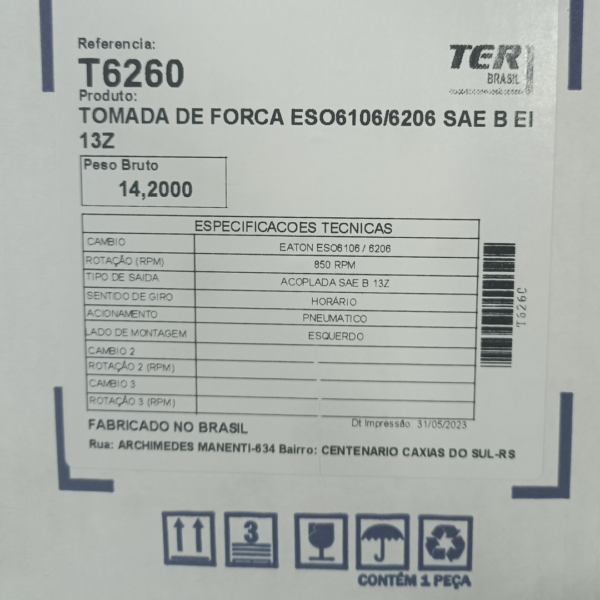 Referencia:
T6260
TER
BRASIL
Produto:
TOMADA DE FORCA ESO6106/6206 SAE B EI
13Z
Peso Bruto
14,2000
ESPECIFICACOES TECNICAS
CAMBIO EATON ESO6106 / 6206
ROTAÇÃO (RPM) 850 RPM
TIPO DE SAIDA ACOPLADA SAE B 13Z
SENTIDO DE GIRO HORÁRIO
ACIONAMENTO PNEUMATICO
LADO DE MONTAGEM ESQUERDO
CAMBIO 2
ROTAÇÃO 2 (RPM)
CAMBIO 3
ROTAÇÃO 3 (RPM)
T6260
FABRICADO NO BRASIL
Dt Impressão 31/05/2023
Rua: ARCHIMEDES MANENTI-634 Bairro: CENTENARIO CAXIAS DO SUL-RS
3
CONTÉM 1 PEÇA